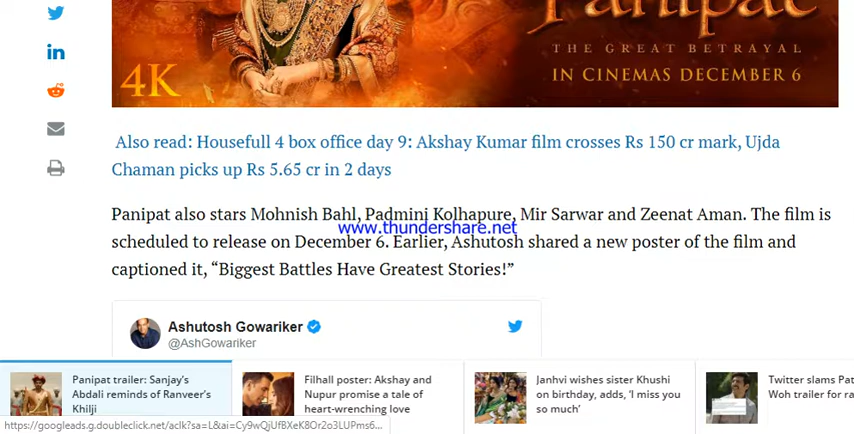 Panipat
THE GREAT BETRAYAL
4K
IN CINEMAS DECEMBER 6
Also read: Housefull 4 box office day 9: Akshay Kumar film crosses Rs 150 cr mark, Ujda
Chaman picks up Rs 5.65 cr in 2 days
Panipat also stars Mohnish Bahl, Padmini Kolhapure, Mir Sarwar and Zeenat Aman. The film is
www.thundershare.net
scheduled to release on December 6. Earlier, Ashutosh shared a new poster of the film and
captioned it, “Biggest Battles Have Greatest Stories!”
Ashutosh Gowariker
@AshGowariker
Panipat trailer: Sanjay’s
Abdali reminds of Ranveer’s
Khilji
Filhall poster: Akshay and
Nupur promise a tale of
heart-wrenching love
Janhvi wishes sister Khushi
on birthday, adds, ‘I miss you
so much’
Twitter slams Pat
Woh trailer for ra
https://googleads.g.doubleclick.net/aclk?sa=L&ai=Cy9wQjUfBXeK8Or2o3LUPms6...